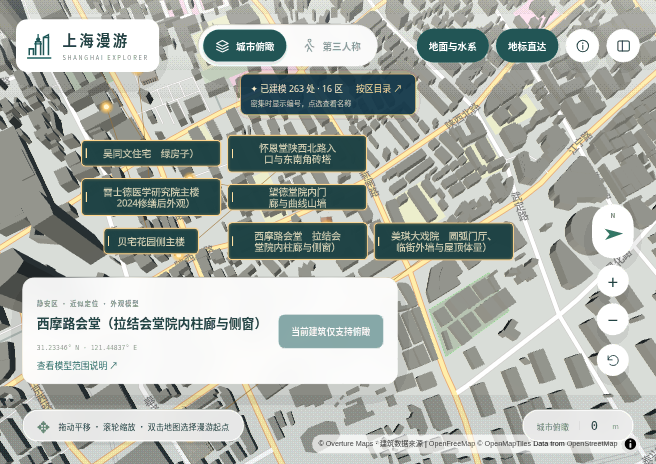 上海漫游
SHANGHAI EXPLORER
城市俯瞰
第三人称
地面与水系
地标直达
✦ 已建模 263 处 · 16 区 按区目录 ↗
密集时显示编号，点选查看名称
吴同文住宅 绿房子）
怀恩堂陕西北路入
口与东南角砖塔
雷士德医学研究院主楼
2024修缮后外观）
望德堂院内门
廊与曲线山墙
贝宅花园侧主楼
西摩路会堂 拉结会
堂院内柱廊与侧窗）
美琪大戏院 圆弧门厅、
临街外墙与屋顶体量）
江宁路
N
静安区 · 近似定位 · 外观模型
西摩路会堂（拉结会堂院内柱廊与侧窗）
31.23346° N · 121.44837° E
查看模型范围说明 ↗
当前建筑仅支持俯瞰
拖动平移 · 滚轮缩放 · 双击地图选择漫游起点
城市俯瞰 0 m
© Overture Maps · 建筑数据来源 | OpenFreeMap © OpenMapTiles Data from OpenStreetMap